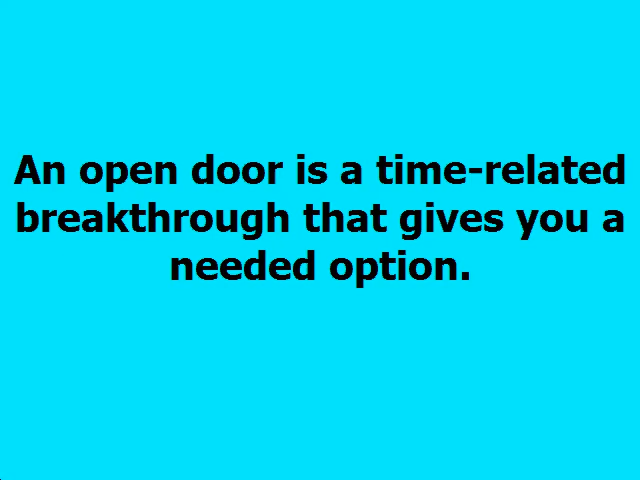 An open door is a time-related
breakthrough that gives you a
needed option.